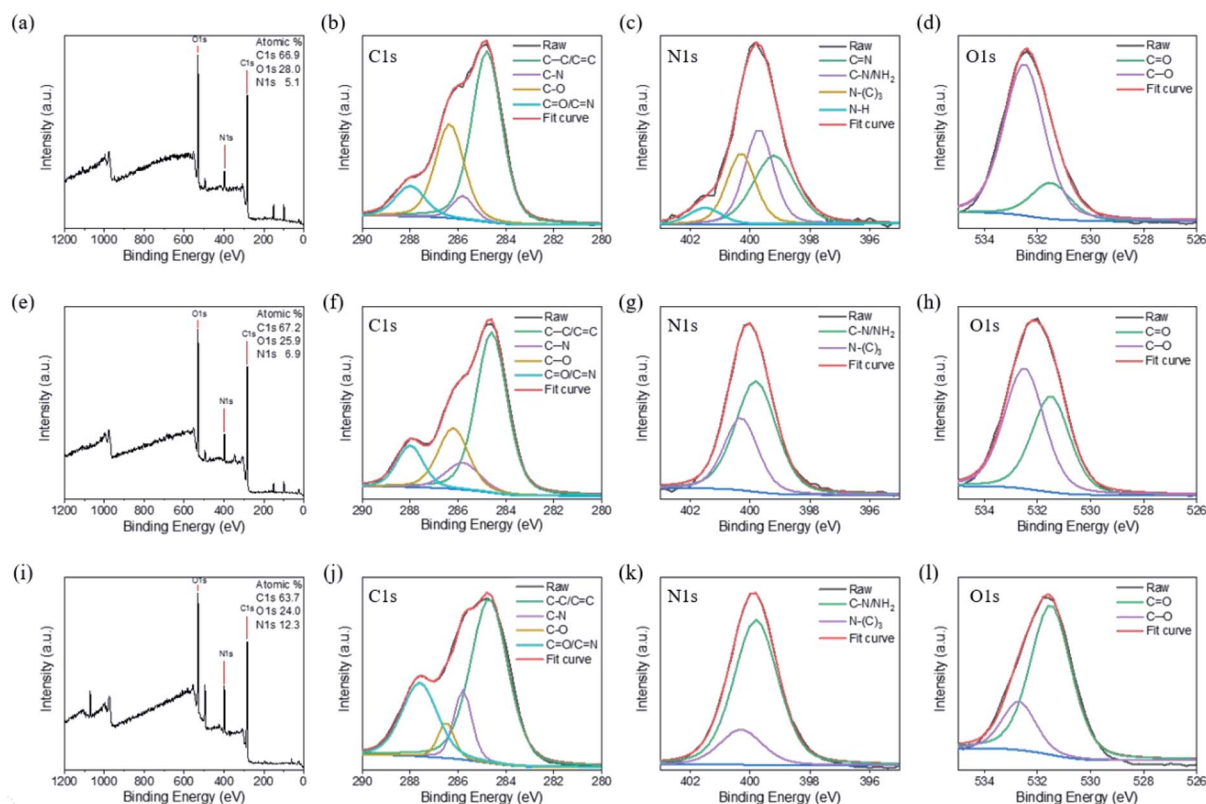 (a)
O1s
Atomic %
C1s 66.9
O1s 28.0
N1s 5.1
C1s
N1s
Intensity (a.u.)
1200 1000 800 600 400 200 0
Binding Energy (eV)
(b)
C1s
Raw
C—C/C=C
C-N
C-O
C=O/C=N
Fit curve
Intensity (a.u.)
290 288 286 284 282 280
Binding Energy (eV)
(c)
N1s
Raw
C=N
C-N/NH2
N-(C)3
N-H
Fit curve
Intensity (a.u.)
402 400 398 396
Binding Energy (eV)
(d)
O1s
Raw
C=O
C—O
Fit curve
Intensity (a.u.)
534 532 530 528 526
Binding Energy (eV)
(e)
O1s
Atomic %
C1s 67.2
O1s 25.9
N1s 6.9
C1s
N1s
Intensity (a.u.)
1200 1000 800 600 400 200 0
Binding Energy (eV)
(f)
C1s
Raw
C—C/C=C
C—N
C—O
C=O/C=N
Fit curve
Intensity (a.u.)
290 288 286 284 282 280
Binding Energy (eV)
(g)
N1s
Raw
C-N/NH2
N-(C)3
Fit curve
Intensity (a.u.)
402 400 398 396
Binding Energy (eV)
(h)
O1s
Raw
C=O
C—O
Fit curve
Intensity (a.u.)
534 532 530 528 526
Binding Energy (eV)
(i)
O1s
Atomic %
C1s 63.7
O1s 24.0
N1s 12.3
C1s
N1s
Intensity (a.u.)
1200 1000 800 600 400 200 0
Binding Energy (eV)
(j)
C1s
Raw
C-C/C=C
C-N
C-O
C=O/C=N
Fit curve
Intensity (a.u.)
290 288 286 284 282 280
Binding Energy (eV)
(k)
N1s
Raw
C-N/NH2
N-(C)3
Fit curve
Intensity (a.u.)
402 400 398 396
Binding Energy (eV)
(l)
O1s
Raw
C=O
C—O
Fit curve
Intensity (a.u.)
534 532 530 528 526
Binding Energy (eV)